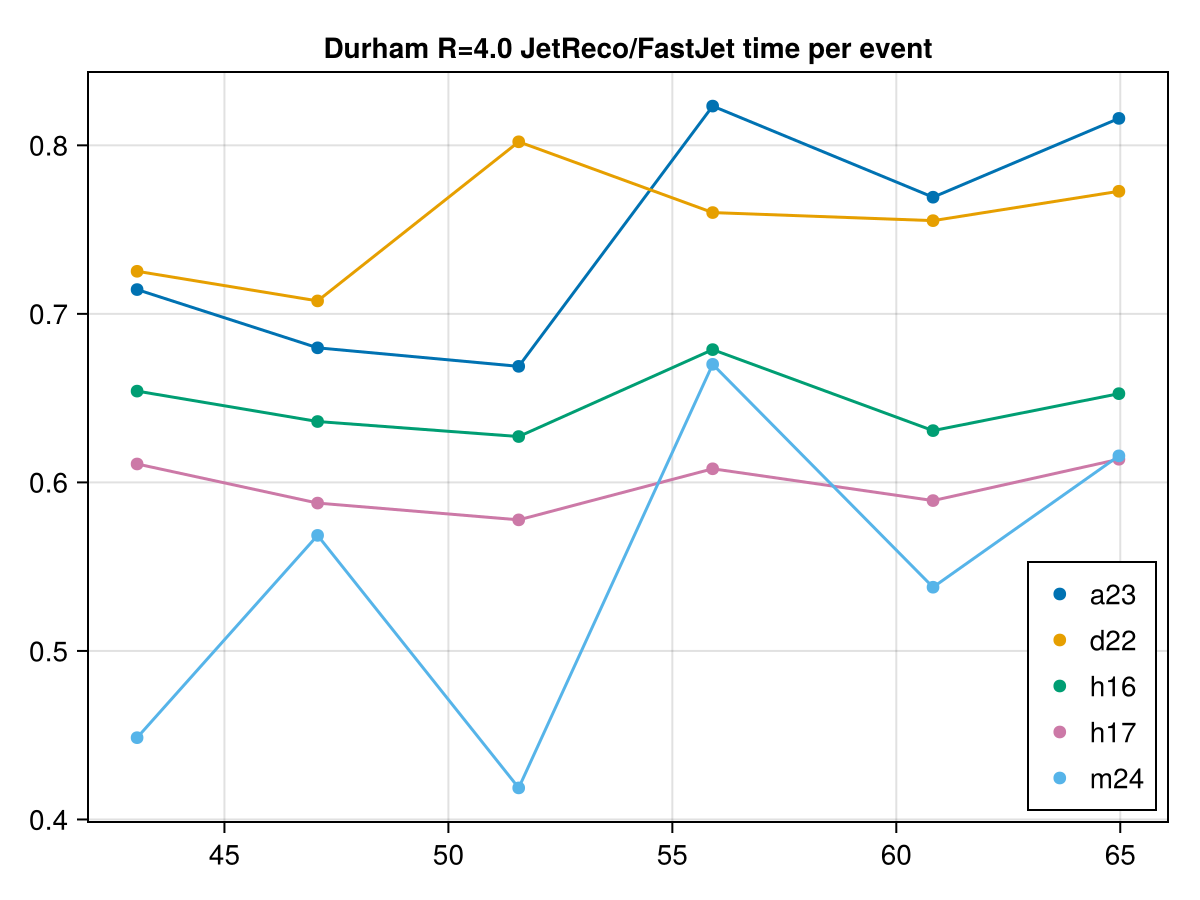 Durham R=4.0 JetReco/FastJet time per event
0.8
0.7
0.6
0.5
0.4
45 50 55 60 65
a23
d22
h16
h17
m24